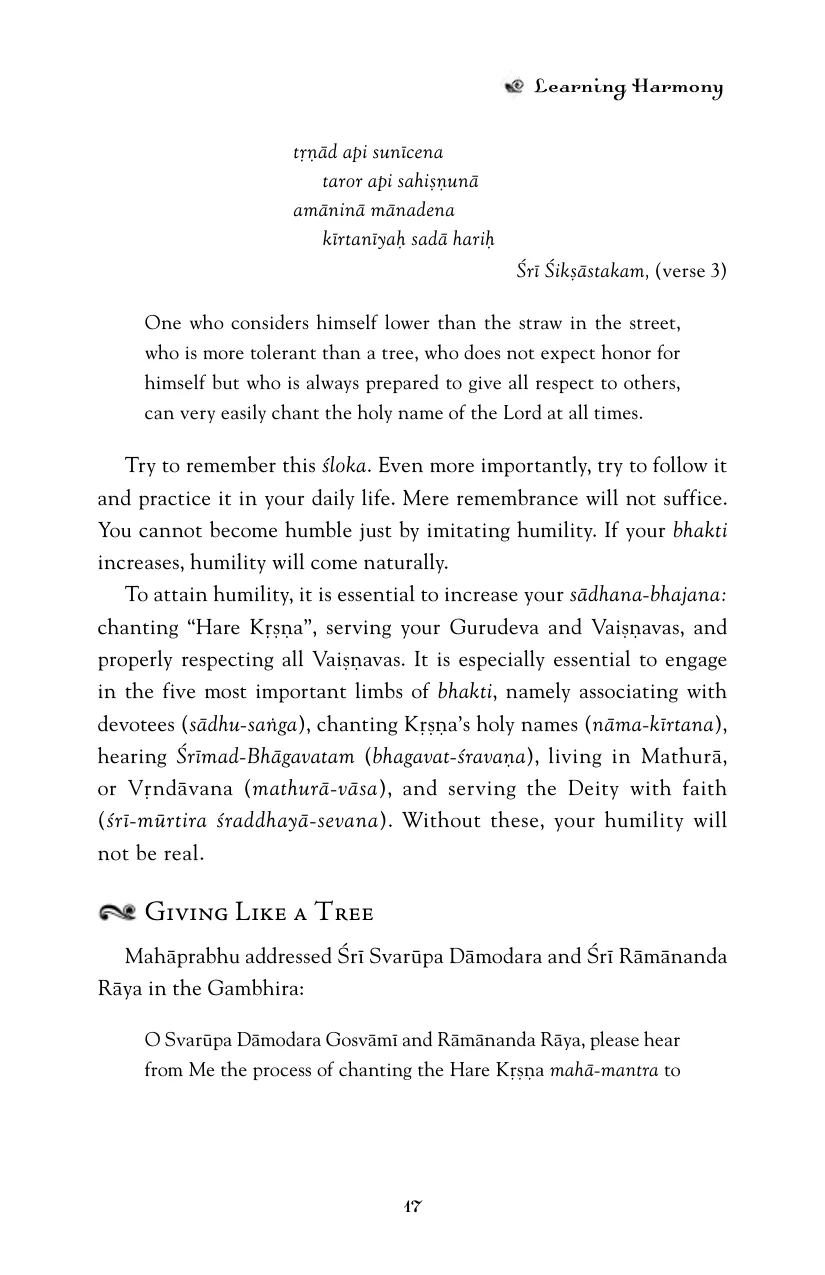 Learning Harmony
tṛṇād api sunīcena
taror api sahiṣṇunā
amāninā mānadena
kīrtanīyaḥ sadā hariḥ
Śrī Śikṣāstakam, (verse 3)
One who considers himself lower than the straw in the street,
who is more tolerant than a tree, who does not expect honor for
himself but who is always prepared to give all respect to others,
can very easily chant the holy name of the Lord at all times.
Try to remember this śloka. Even more importantly, try to follow it
and practice it in your daily life. Mere remembrance will not suffice.
You cannot become humble just by imitating humility. If your bhakti
increases, humility will come naturally.
To attain humility, it is essential to increase your sādhana-bhajana:
chanting “Hare Kṛṣṇa”, serving your Gurudeva and Vaiṣṇavas, and
properly respecting all Vaiṣṇavas. It is especially essential to engage
in the five most important limbs of bhakti, namely associating with
devotees (sādhu-saṅga), chanting Kṛṣṇa’s holy names (nāma-kīrtana),
hearing Śrīmad-Bhāgavatam (bhagavat-śravaṇa), living in Mathurā,
or Vṛndāvana (mathurā-vāsa), and serving the Deity with faith
(śrī-mūrtira śraddhayā-sevana). Without these, your humility will
not be real.
Giving Like a Tree
Mahāprabhu addressed Śrī Svarūpa Dāmodara and Śrī Rāmānanda
Rāya in the Gambhira:
O Svarūpa Dāmodara Gosvāmī and Rāmānanda Rāya, please hear
from Me the process of chanting the Hare Kṛṣṇa mahā-mantra to
17